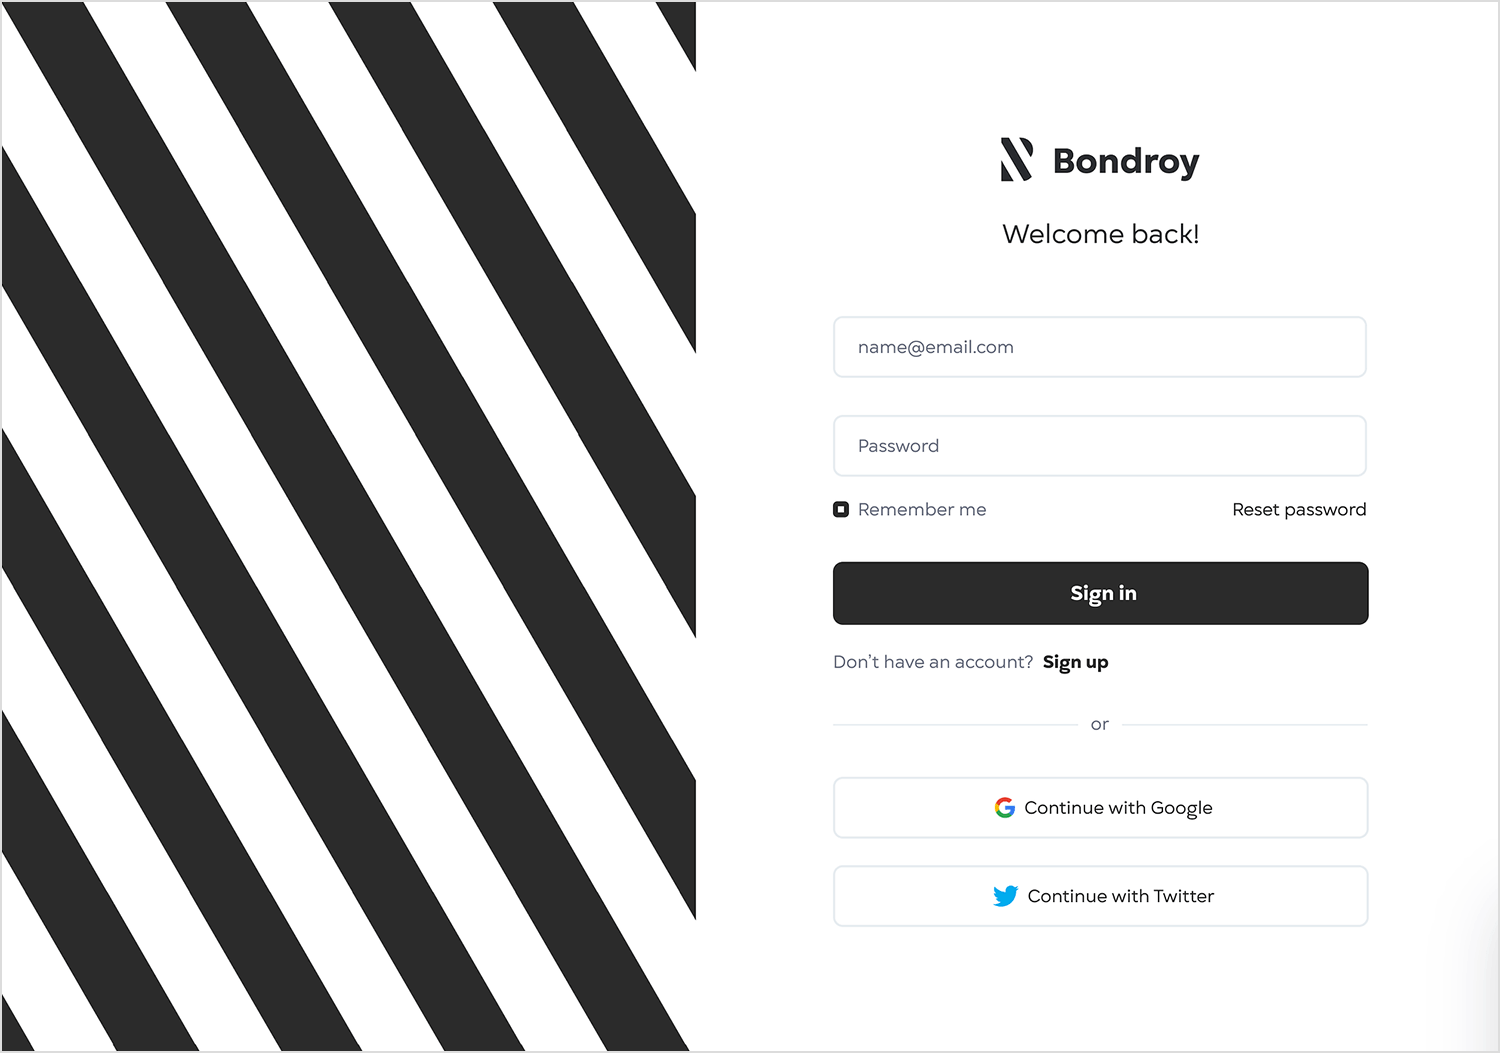 Bondroy
Welcome back!
name@email.com
Password
Remember me
Reset password
Sign in
Don’t have an account? Sign up
or
Continue with Google
Continue with Twitter